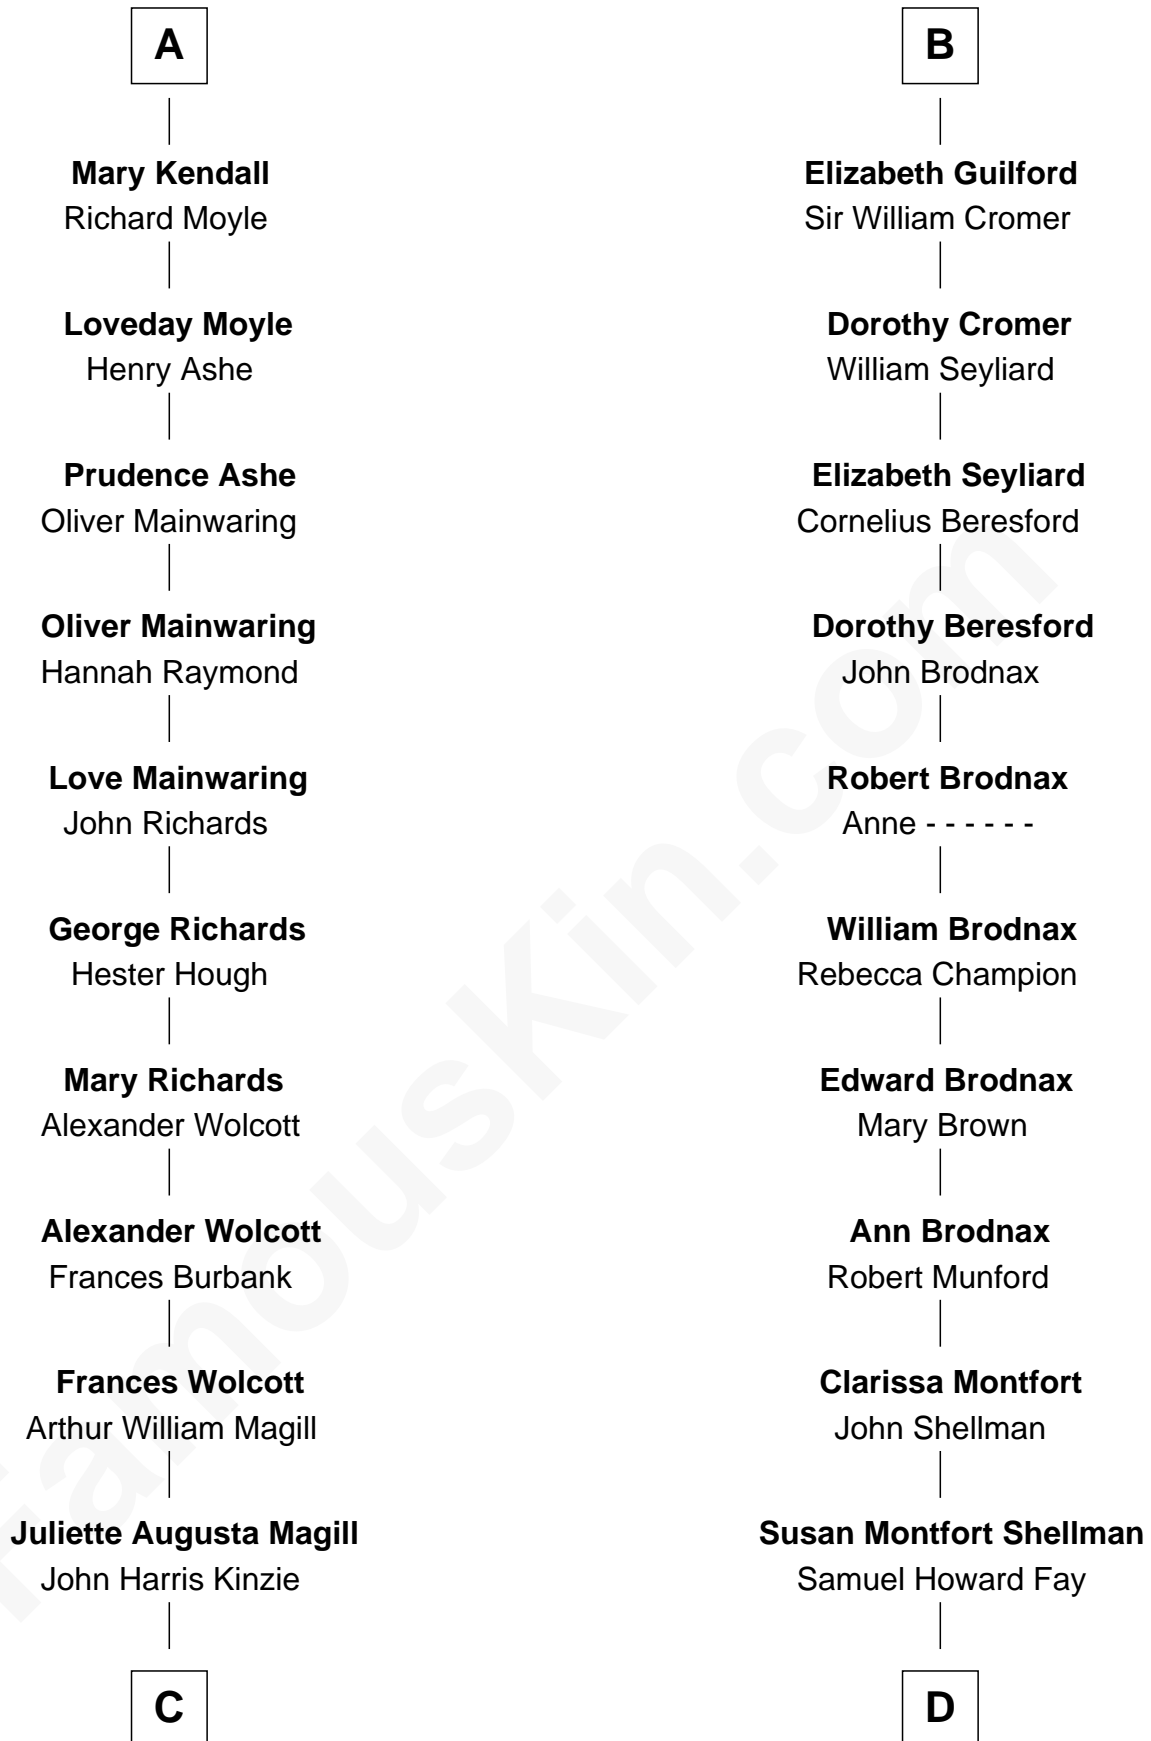 A
Mary Kendall
Richard Moyle
Loveday Moyle
Henry Ashe
Prudence Ashe
Oliver Mainwaring
Oliver Mainwaring
Hannah Raymond
Love Mainwaring
John Richards
George Richards
Hester Hough
Mary Richards
Alexander Wolcott
Alexander Wolcott
Frances Burbank
Frances Wolcott
Arthur William Magill
Juliette Augusta Magill
John Harris Kinzie
C
B
Elizabeth Guilford
Sir William Cromer
Dorothy Cromer
William Seyliard
Elizabeth Seyliard
Cornelius Beresford
Dorothy Beresford
John Brodnax
Robert Brodnax
Anne - - - - - -
William Brodnax
Rebecca Champion
Edward Brodnax
Mary Brown
Ann Brodnax
Robert Munford
Clarissa Montfort
John Shellman
Susan Montfort Shellman
Samuel Howard Fay
D
FamousKin.com